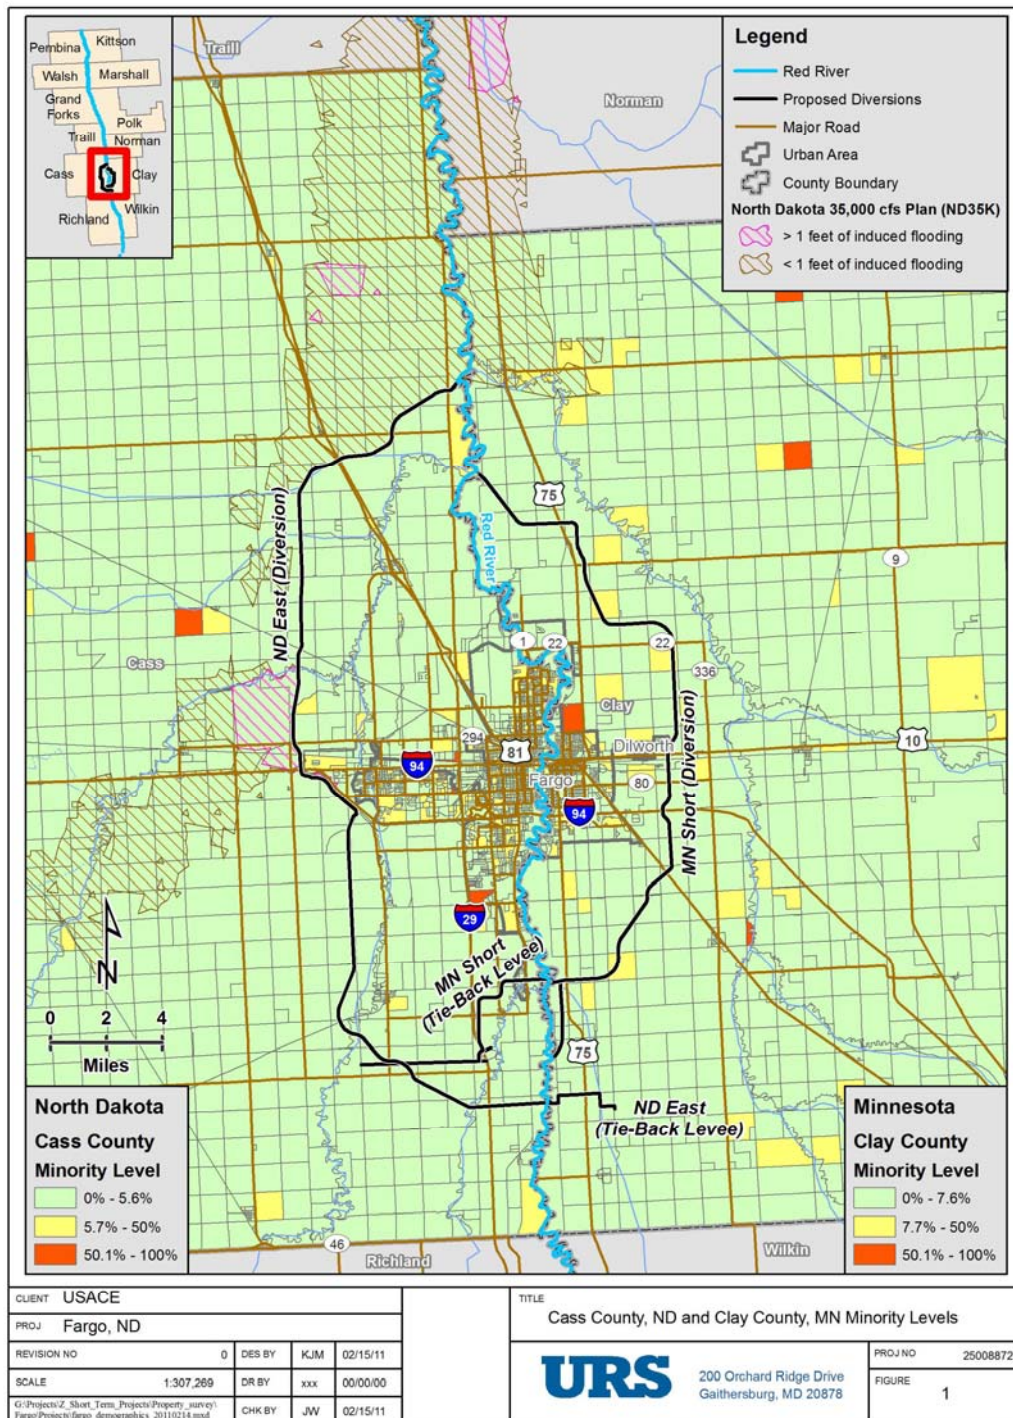 Pembina
Kittson
Walsh
Marshall
Grand
Forks
Polk
Traill
Norman
Cass
Clay
Richland
Wilkin
Traill
Norman
Legend
Red River
Proposed Diversions
Major Road
Urban Area
County Boundary
North Dakota 35,000 cfs Plan (ND35K)
> 1 feet of induced flooding
< 1 feet of induced flooding
75
Red River
ND East (Diversion)
9
Cass
1
22
22
336
Clay
MN Short (Diversion)
294
81
Dilworth
10
94
Fargo
80
94
29
MN Short
(Tie-Back Levee)
N
0 2 4
Miles
75
ND East
(Tie-Back Levee)
North Dakota
Cass County
Minority Level
0% - 5.6%
5.7% - 50%
50.1% - 100%
46
Richland
Wilkin
Minnesota
Clay County
Minority Level
0% - 7.6%
7.7% - 50%
50.1% - 100%
CLIENT USACE
PROJ Fargo, ND
REVISION NO 0 DES BY KJM 02/15/11
SCALE 1:307,269 DR BY xxx 00/00/00
G:\Projects\Z_Short_Term_Projects\Property_survey\
Fargo\Projects\fargo_demographics_20110214.mxd
CHK BY JW 02/15/11
TITLE
Cass County, ND and Clay County, MN Minority Levels
URS
200 Orchard Ridge Drive
Gaithersburg, MD 20878
PROJ NO 25008872
FIGURE
1